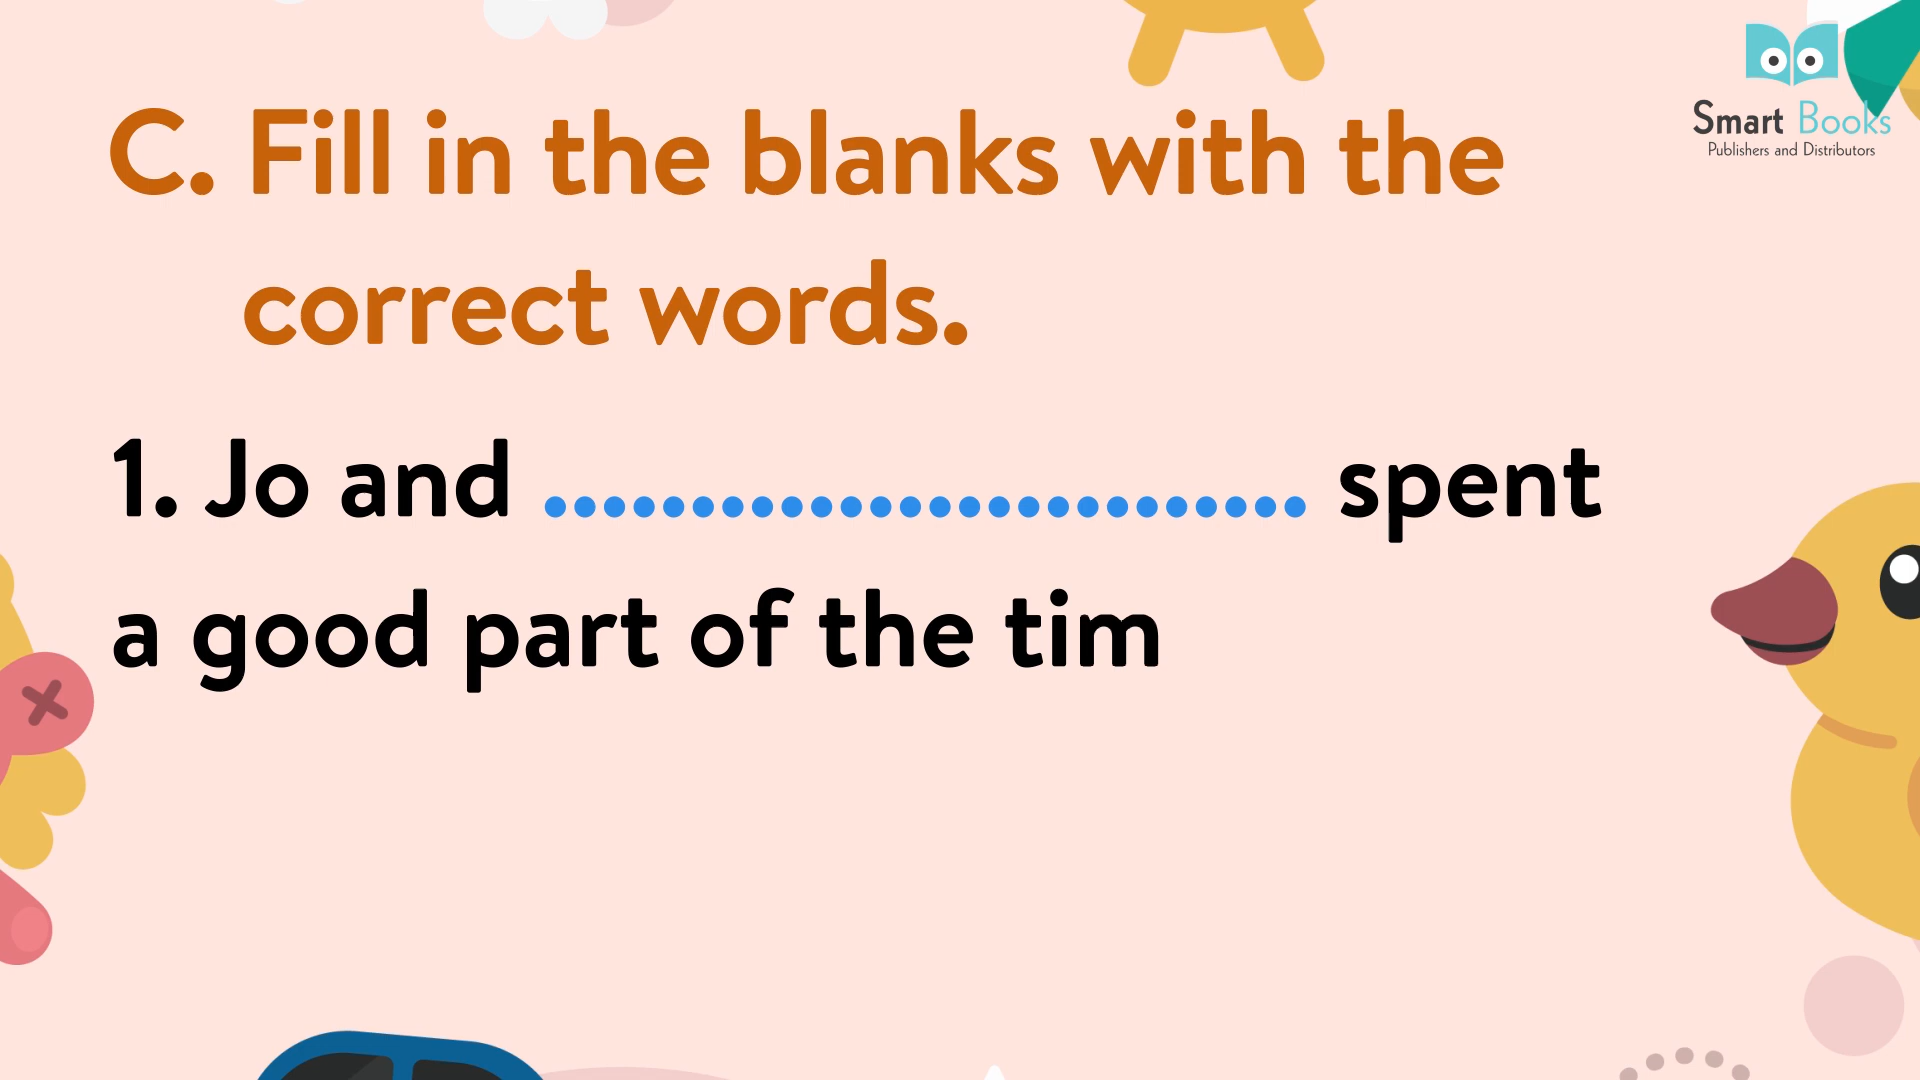 Smart Books
Publishers and Distributors
C. Fill in the blanks with the
correct words.
1. Jo and .......................... spent
a good part of the tim